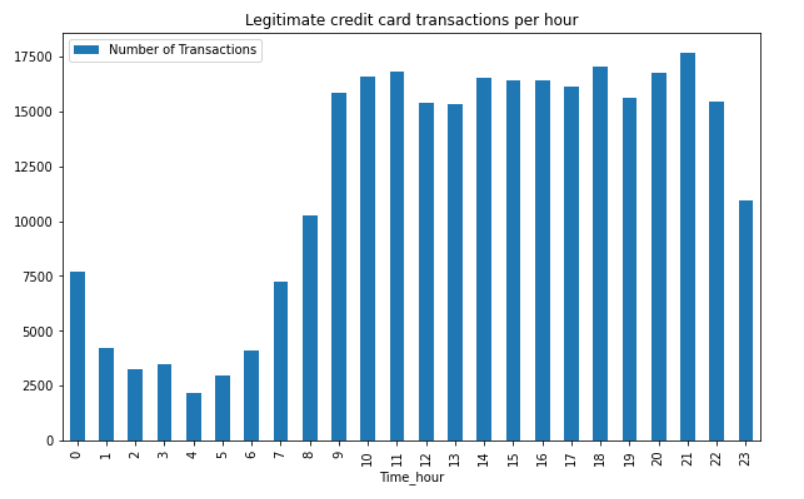 Legitimate credit card transactions per hour
Number of Transactions
17500
15000
12500
10000
7500
5000
2500
0
0 1 2 3 4 5 6 7 8 9 10 11 12 13 14 15 16 17 18 19 20 21 22 23
Time_hour